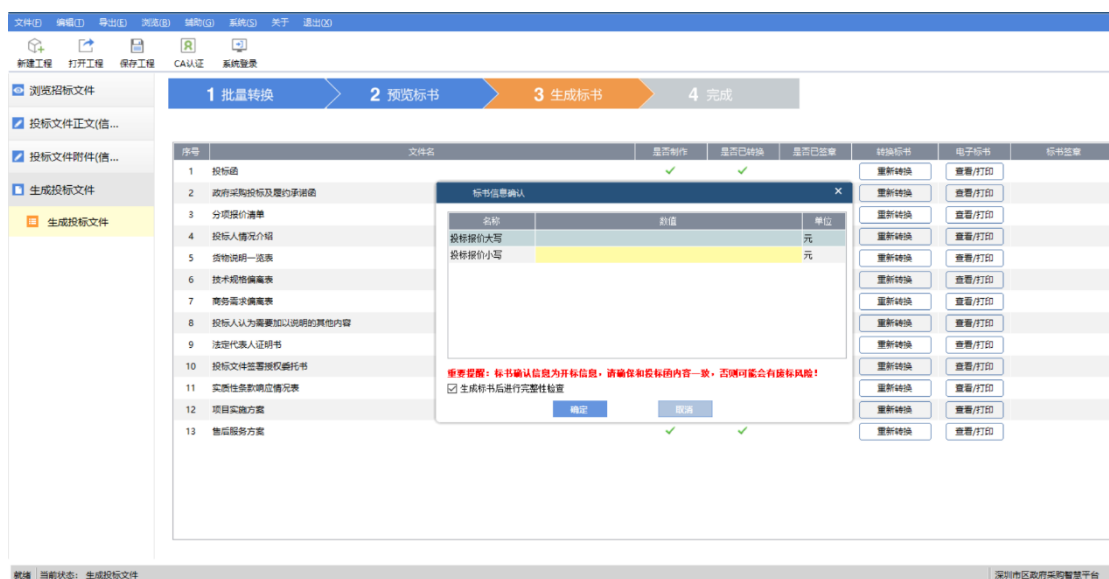 文件(F) 编辑(T) 导出(E) 浏览(B) 辅助(G) 系统(S) 关于 退出(X)
新建工程 打开工程 保存工程 CA认证 系统登录
浏览招标文件
投标文件正文(信...
投标文件附件(信...
生成投标文件
生成投标文件
1 批量转换 2 预览标书 3 生成标书 4 完成
序号 文件名 是否制作 是否已转换 是否已签章 转换标书 电子标书 标书签章
1 投标函 重新转换 查看/打印
2 政府采购投标及履约承诺函 重新转换 查看/打印
3 分项报价清单 重新转换 查看/打印
4 投标人情况介绍 重新转换 查看/打印
5 货物说明一览表 重新转换 查看/打印
6 技术规格偏离表 重新转换 查看/打印
7 商务需求偏离表 重新转换 查看/打印
8 投标人认为需要加以说明的其他内容 重新转换 查看/打印
9 法定代表人证明书 重新转换 查看/打印
10 投标文件签署授权委托书 重新转换 查看/打印
11 实质性条款响应情况表 重新转换 查看/打印
12 项目实施方案 重新转换 查看/打印
13 售后服务方案 重新转换 查看/打印
标书信息确认
名称 数值 单位
投标报价大写 元
投标报价小写 元
重要提醒：标书确认信息为开标信息，请确保和投标函内容一致，否则可能会有废标风险！
生成标书后进行完整性检查
确定 取消
就绪 当前状态： 生成投标文件 深圳市区政府采购智慧平台